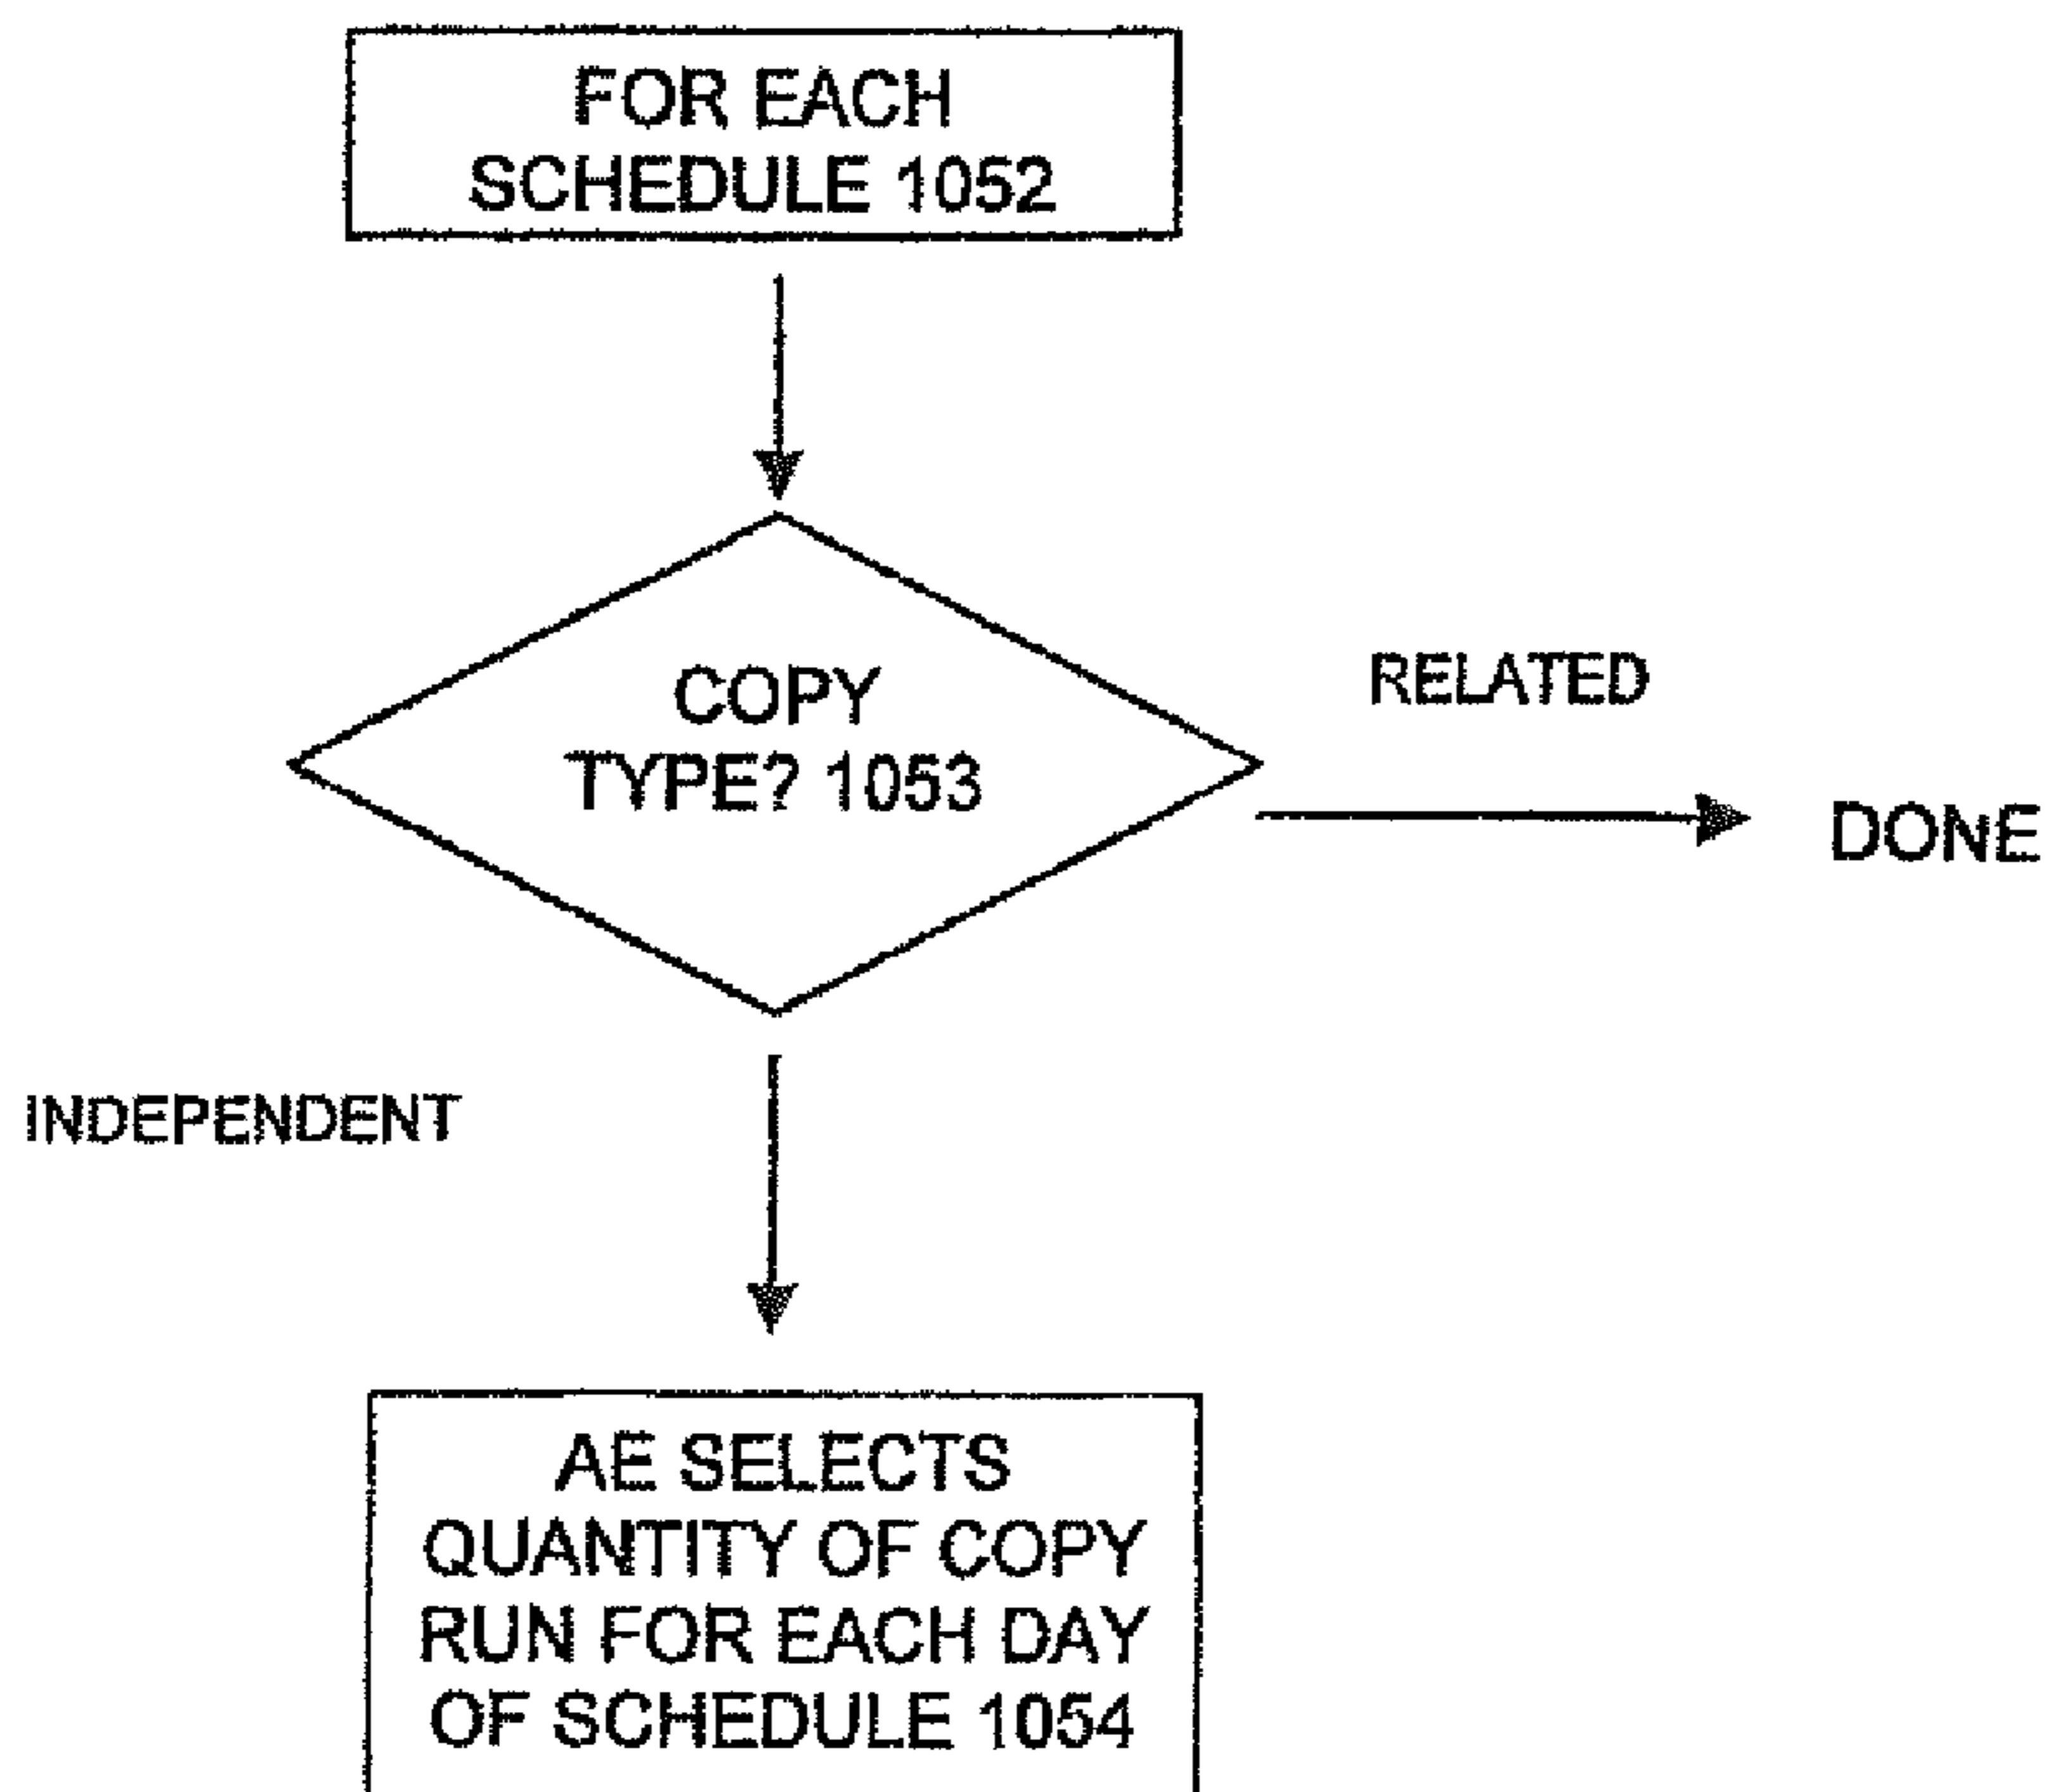 FOR EACH
SCHEDULE 1052
COPY
TYPE? 1053
RELATED
DONE
INDEPENDENT
AE SELECTS
QUANTITY OF COPY
RUN FOR EACH DAY
OF SCHEDULE 1054